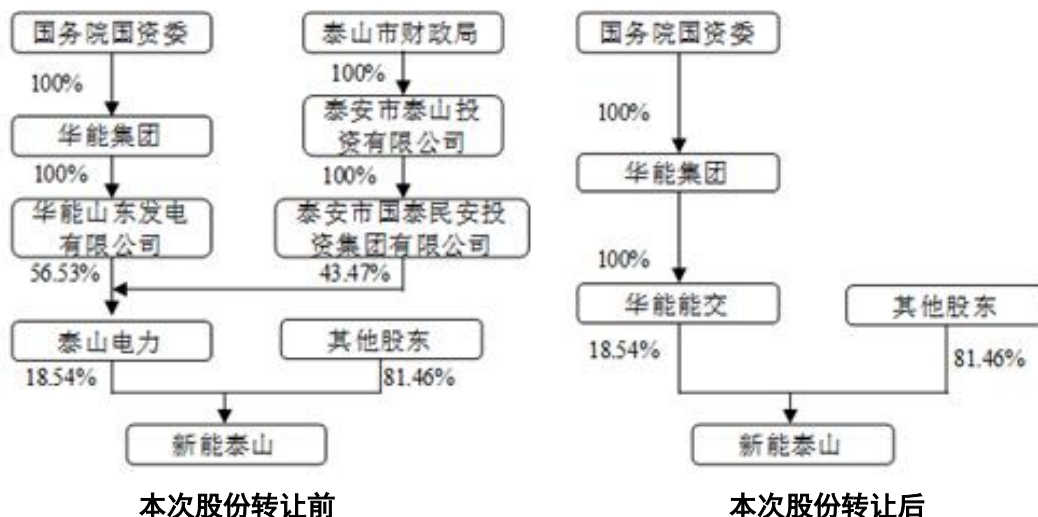 国务院国资委
100%
华能集团
100%
华能山东发电
有限公司
56.53%
泰山市财政局
100%
泰安市泰山投
资有限公司
100%
泰安市国泰民安投
资集团有限公司
43.47%
泰山电力
18.54%
其他股东
81.46%
新能泰山
本次股份转让前
国务院国资委
100%
华能集团
100%
华能能交
18.54%
其他股东
81.46%
新能泰山
本次股份转让后